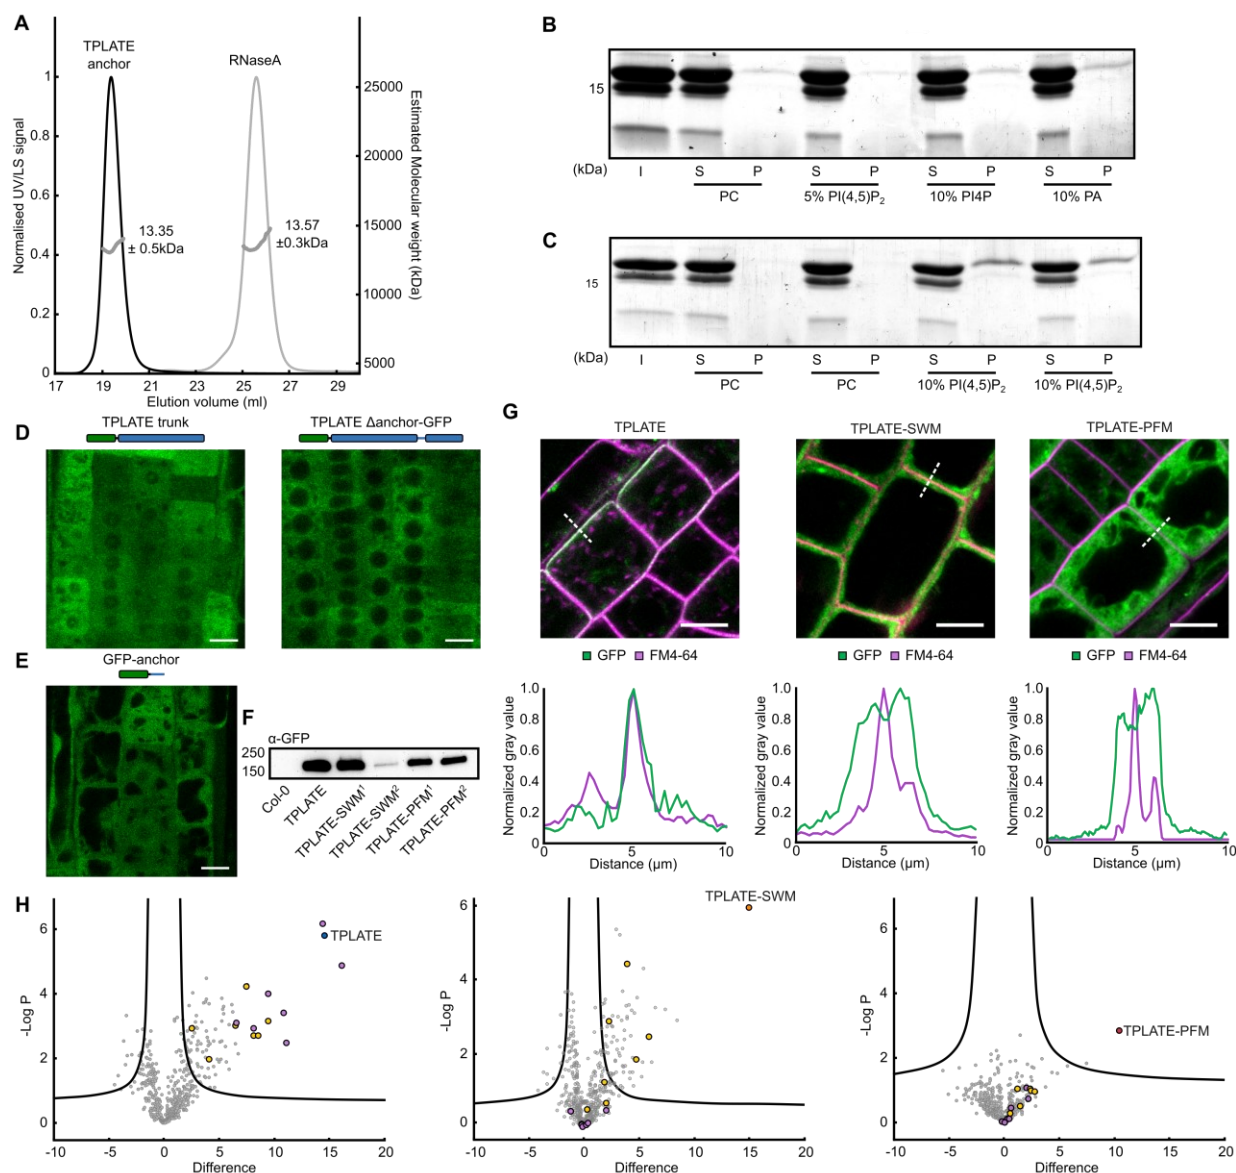 A
TPLATE
anchor
RNaseA
1
0.8
0.6
0.4
0.2
0
Normalised UV/LS signal
25000
20000
15000
10000
5000
Estimated Molecular weight (kDa)
13.35
± 0.5kDa
13.57
±0.3kDa
17 19 21 23 25 27 29
Elution volume (ml)
B
15
(kDa) I S P S P S P S P
PC 5% PI(4,5)P₂ 10% PI4P 10% PA
C
15
(kDa) I S P S P S P S P
PC PC 10% PI(4,5)P₂ 10% PI(4,5)P₂
D
TPLATE trunk
TPLATE Δanchor-GFP
E
GFP-anchor
F
α-GFP
250
150
Col-0
TPLATE
TPLATE-SWM¹
TPLATE-SWM²
TPLATE-PFM¹
TPLATE-PFM²
G
TPLATE TPLATE-SWM TPLATE-PFM
GFP FM4-64
GFP FM4-64
GFP FM4-64
Normalized gray value
1.0
0.8
0.6
0.4
0.2
0
0 5 10
Distance (µm)
Normalized gray value
1.0
0.8
0.6
0.4
0.2
0
0 5 10
Distance (µm)
Normalized gray value
1.0
0.8
0.6
0.4
0.2
0
0 5 10
Distance (µm)
H
TPLATE
-Log P
6
4
2
0
-10 -5 0 5 10 15 20
Difference
TPLATE-SWM
-Log P
6
4
2
0
-10 -5 0 5 10 15 20
Difference
TPLATE-PFM
-Log P
6
4
2
0
-10 -5 0 5 10 15 20
Difference